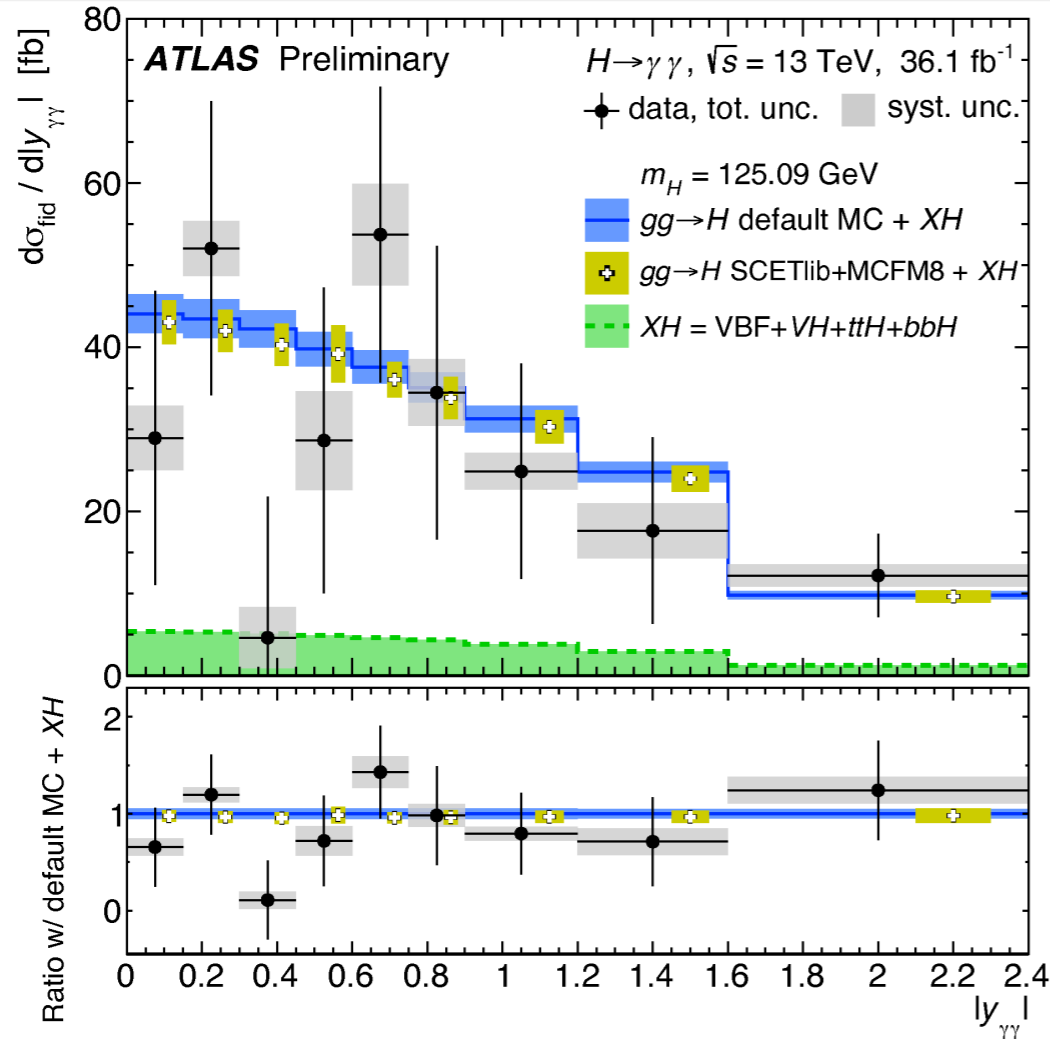 ATLAS Preliminary
H→γγ, √s = 13 TeV, 36.1 fb⁻¹
data, tot. unc. syst. unc.
m_H = 125.09 GeV
gg→H default MC + XH
gg→H SCETlib+MCFM8 + XH
XH = VBF+VH+ttH+bbH
dσ_fid / d|y_γγ| [fb]
80
60
40
20
0
Ratio w/ default MC + XH
2
1
0
0 0.2 0.4 0.6 0.8 1 1.2 1.4 1.6 1.8 2 2.2 2.4
|y_γγ|